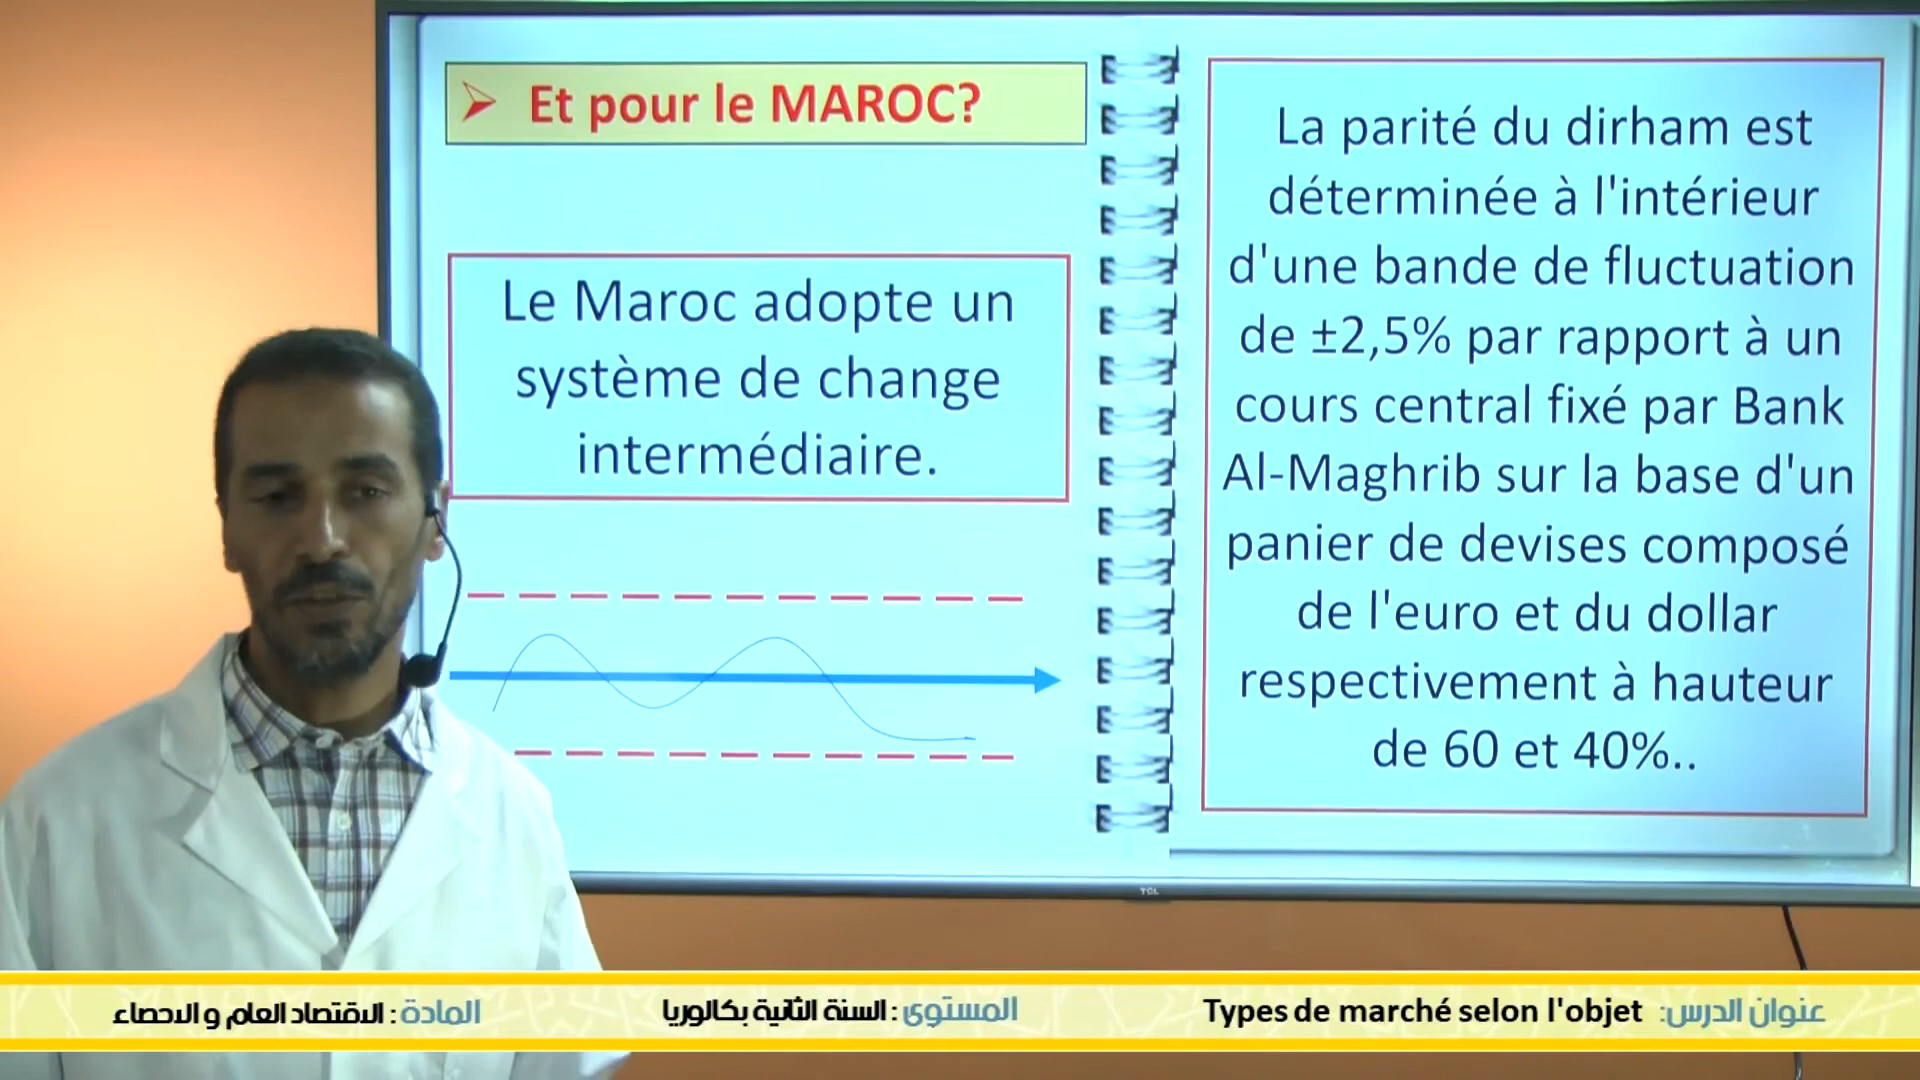 Et pour le MAROC?
Le Maroc adopte un
système de change
intermédiaire.
La parité du dirham est
déterminée à l'intérieur
d'une bande de fluctuation
de ±2,5% par rapport à un
cours central fixé par Bank
Al-Maghrib sur la base d'un
panier de devises composé
de l'euro et du dollar
respectivement à hauteur
de 60 et 40%..
TCL
عنوان الدرس: Types de marché selon l'objet
المستوى : السنة الثانية بكالوريا
المادة : الاقتصاد العام و الاحصاء